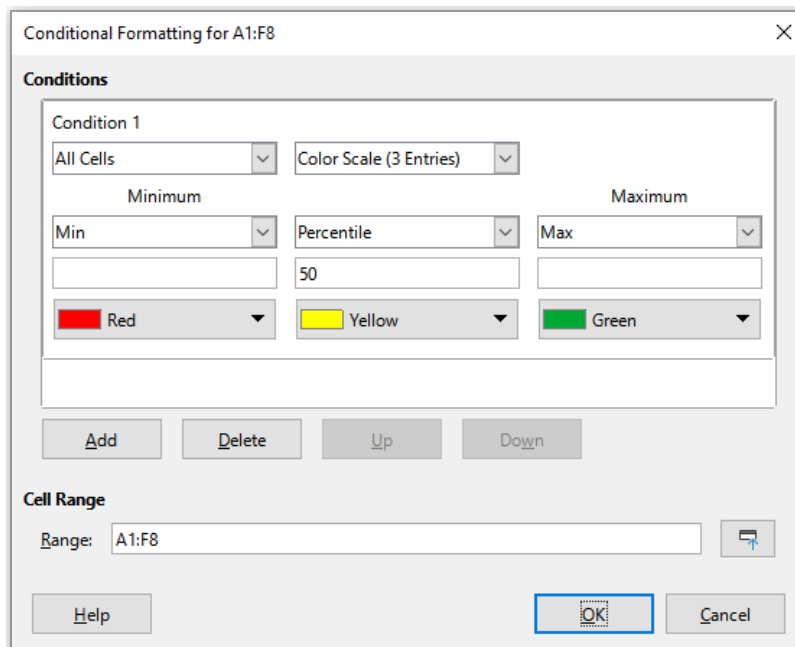 Conditional Formatting for A1:F8
Conditions
Condition 1
All Cells Color Scale (3 Entries)
Minimum Maximum
Min Percentile Max
50
Red Yellow Green
Add Delete Up Down
Cell Range
Range: A1:F8
Help OK Cancel